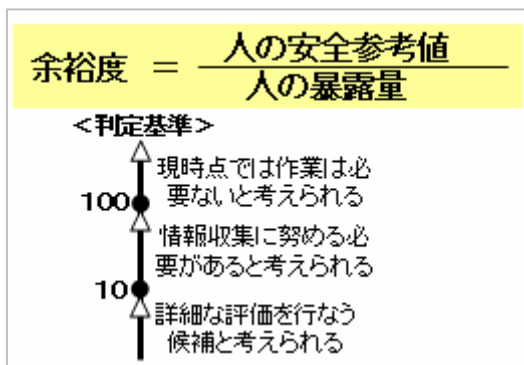 余裕度 = 人の安全参考値
人の暴露量
<判定基準>
現時点では作業は必
要ないと考えられる
100
情報収集に努める必
要があると考えられる
10
詳細な評価を行なう
候補と考えられる